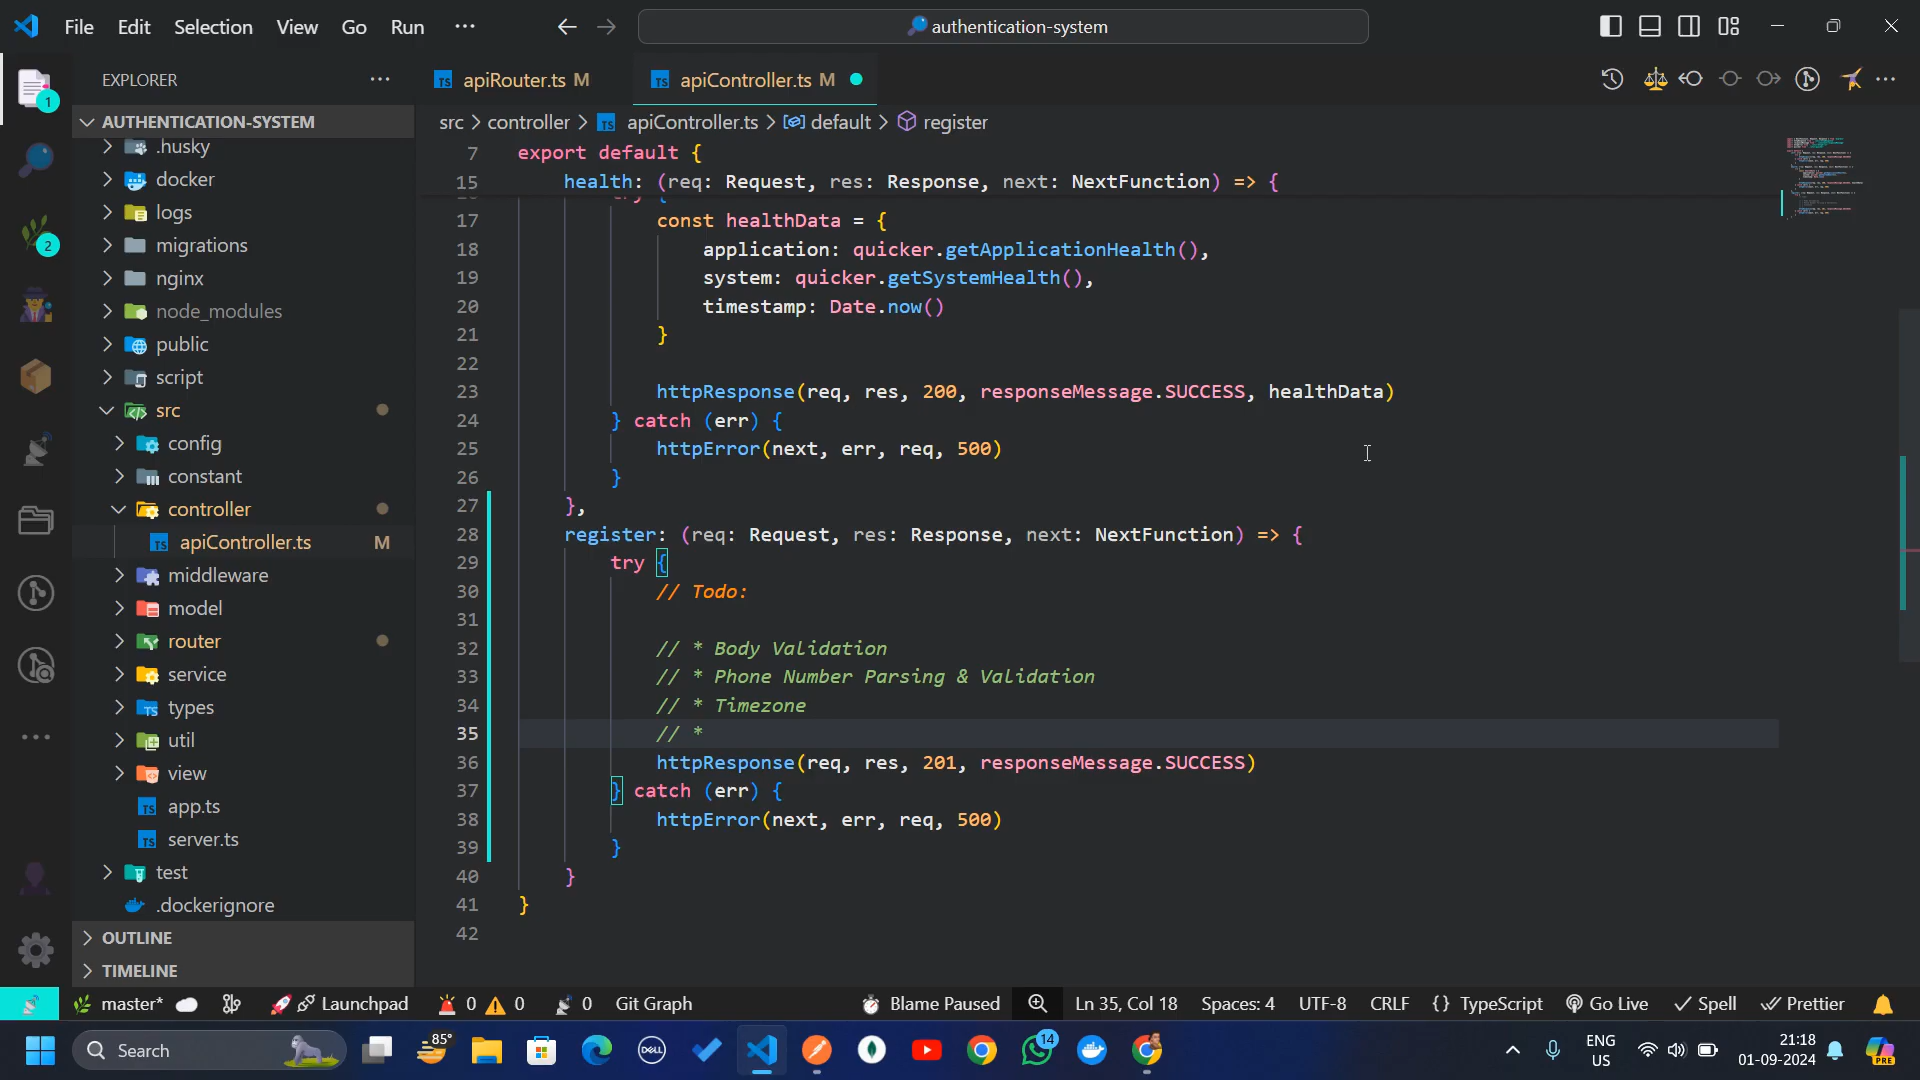 File Edit Selection View Go Run ···
authentication-system
EXPLORER ···
AUTHENTICATION-SYSTEM
.husky
docker
logs
migrations
nginx
node_modules
public
script
src
config
constant
controller
apiController.ts M
middleware
model
router
service
types
util
view
TS app.ts
TS server.ts
test
.dockerignore
OUTLINE
TIMELINE
1
2
TS apiRouter.ts M
TS apiController.ts M
src > controller > TS apiController.ts > default > register
7 export default {
15 health: (req: Request, res: Response, next: NextFunction) => {
17 const healthData = {
18 application: quicker.getApplicationHealth(),
19 system: quicker.getSystemHealth(),
20 timestamp: Date.now()
21 }
22
23 httpResponse(req, res, 200, responseMessage.SUCCESS, healthData)
24 } catch (err) {
25 httpError(next, err, req, 500)
26 }
27 },
28 register: (req: Request, res: Response, next: NextFunction) => {
29 try {
30 // Todo:
31
32 // * Body Validation
33 // * Phone Number Parsing & Validation
34 // * Timezone
35 // *
36 httpResponse(req, res, 201, responseMessage.SUCCESS)
37 } catch (err) {
38 httpError(next, err, req, 500)
39 }
40 }
41 }
42
master* Launchpad 0 0 0 Git Graph Blame Paused Ln 35, Col 18 Spaces: 4 UTF-8 CRLF {} TypeScript Go Live Spell Prettier
Search 85° DELL 14 ENG US 21:18 01-09-2024 PRE